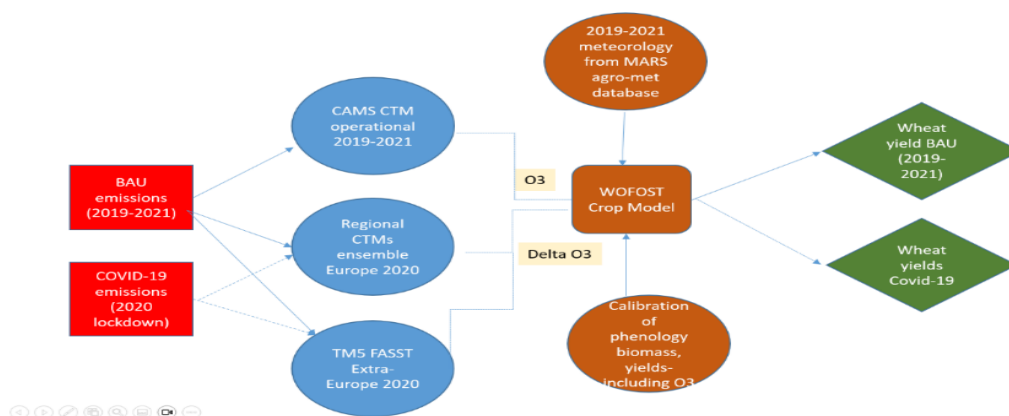 2019-2021
meteorology
from MARS
agro-met
database
CAMS CTM
operational
2019-2021
Wheat
yield BAU
(2019-
2021)
O3
BAU
emissions
(2019-2021)
WOFOST
Crop Model
Regional
CTMs
ensemble
Europe 2020
Delta O3
COVID-19
emissions
(2020
lockdown)
Wheat
yields
Covid-19
Calibration
of
phenology
biomass,
yields-
including O3
TM5 FASST
Extra-
Europe 2020